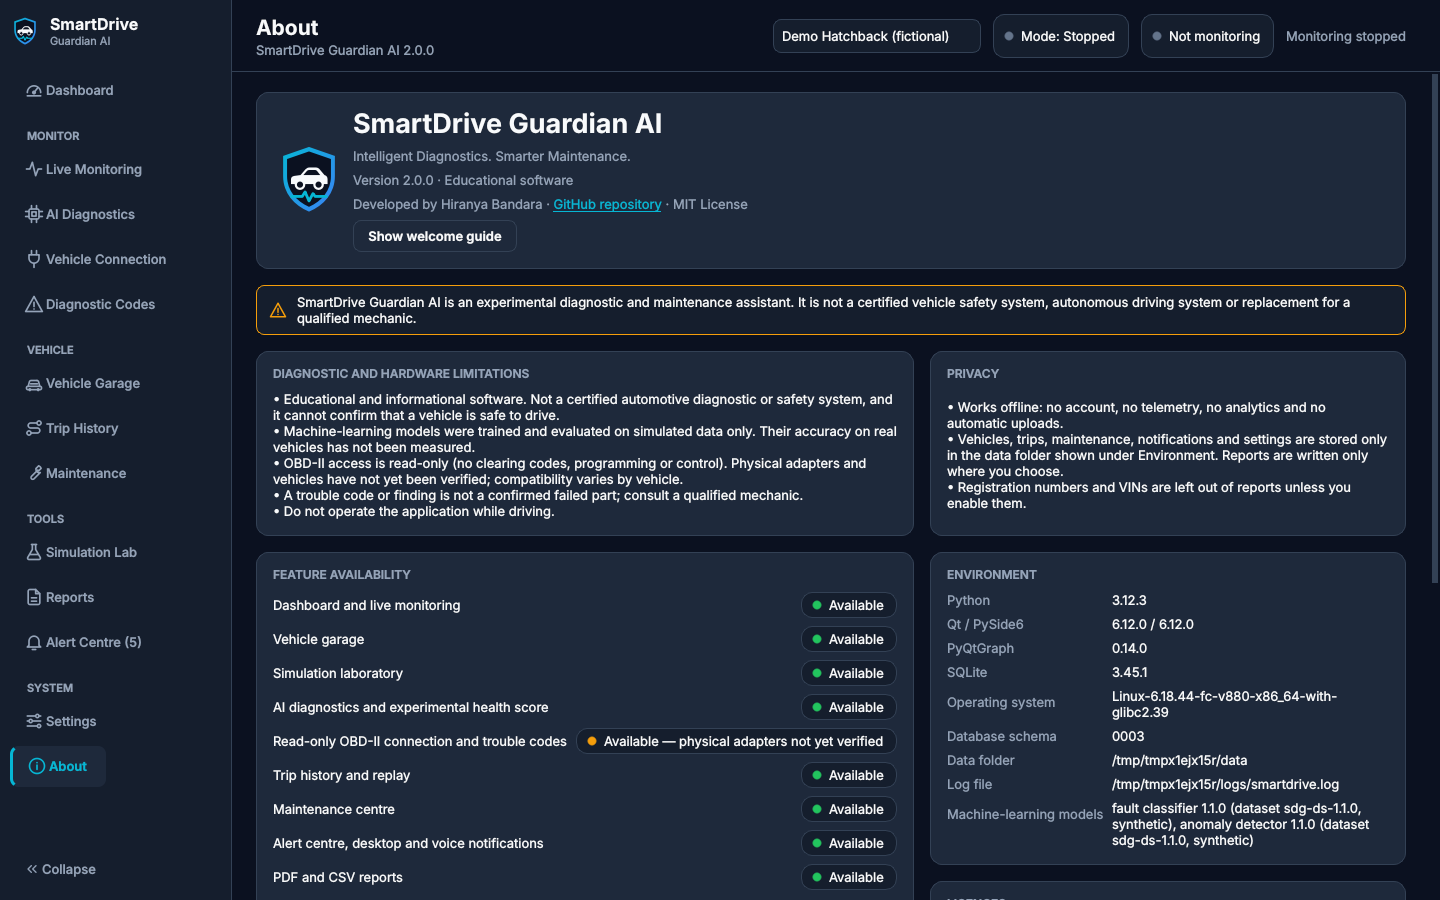 SmartDrive
Guardian AI
Dashboard
MONITOR
Live Monitoring
AI Diagnostics
Vehicle Connection
Diagnostic Codes
VEHICLE
Vehicle Garage
Trip History
Maintenance
TOOLS
Simulation Lab
Reports
Alert Centre (5)
SYSTEM
Settings
About
Collapse
About
SmartDrive Guardian AI 2.0.0
Demo Hatchback (fictional)
Mode: Stopped
Not monitoring
Monitoring stopped
SmartDrive Guardian AI
Intelligent Diagnostics. Smarter Maintenance.
Version 2.0.0 · Educational software
Developed by Hiranya Bandara · GitHub repository · MIT License
Show welcome guide
SmartDrive Guardian AI is an experimental diagnostic and maintenance assistant. It is not a certified vehicle safety system, autonomous driving system or replacement for a
qualified mechanic.
DIAGNOSTIC AND HARDWARE LIMITATIONS
• Educational and informational software. Not a certified automotive diagnostic or safety system, and
it cannot confirm that a vehicle is safe to drive.
• Machine-learning models were trained and evaluated on simulated data only. Their accuracy on real
vehicles has not been measured.
• OBD-II access is read-only (no clearing codes, programming or control). Physical adapters and
vehicles have not yet been verified; compatibility varies by vehicle.
• A trouble code or finding is not a confirmed failed part; consult a qualified mechanic.
• Do not operate the application while driving.
PRIVACY
• Works offline: no account, no telemetry, no analytics and no
automatic uploads.
• Vehicles, trips, maintenance, notifications and settings are stored only
in the data folder shown under Environment. Reports are written only
where you choose.
• Registration numbers and VINs are left out of reports unless you
enable them.
FEATURE AVAILABILITY
Dashboard and live monitoring Available
Vehicle garage Available
Simulation laboratory Available
AI diagnostics and experimental health score Available
Read-only OBD-II connection and trouble codes Available — physical adapters not yet verified
Trip history and replay Available
Maintenance centre Available
Alert centre, desktop and voice notifications Available
PDF and CSV reports Available
ENVIRONMENT
Python 3.12.3
Qt / PySide6 6.12.0 / 6.12.0
PyQtGraph 0.14.0
SQLite 3.45.1
Operating system Linux-6.18.44-fc-v880-x86_64-with-
glibc2.39
Database schema 0003
Data folder /tmp/tmpx1ejx15r/data
Log file /tmp/tmpx1ejx15r/logs/smartdrive.log
Machine-learning models fault classifier 1.1.0 (dataset sdg-ds-1.1.0,
synthetic), anomaly detector 1.1.0 (dataset
sdg-ds-1.1.0, synthetic)